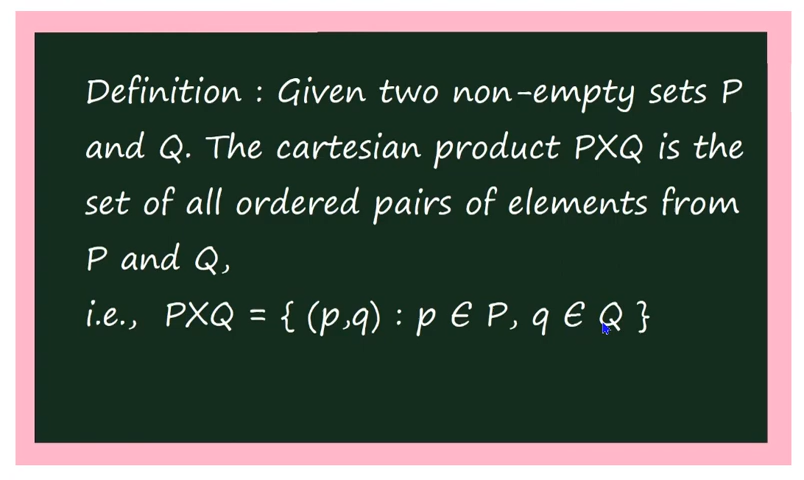 Definition : Given two non-empty sets P
and Q. The cartesian product PXQ is the
set of all ordered pairs of elements from
P and Q,
i.e., PXQ = { (p,q) : p Є P, q Є Q }